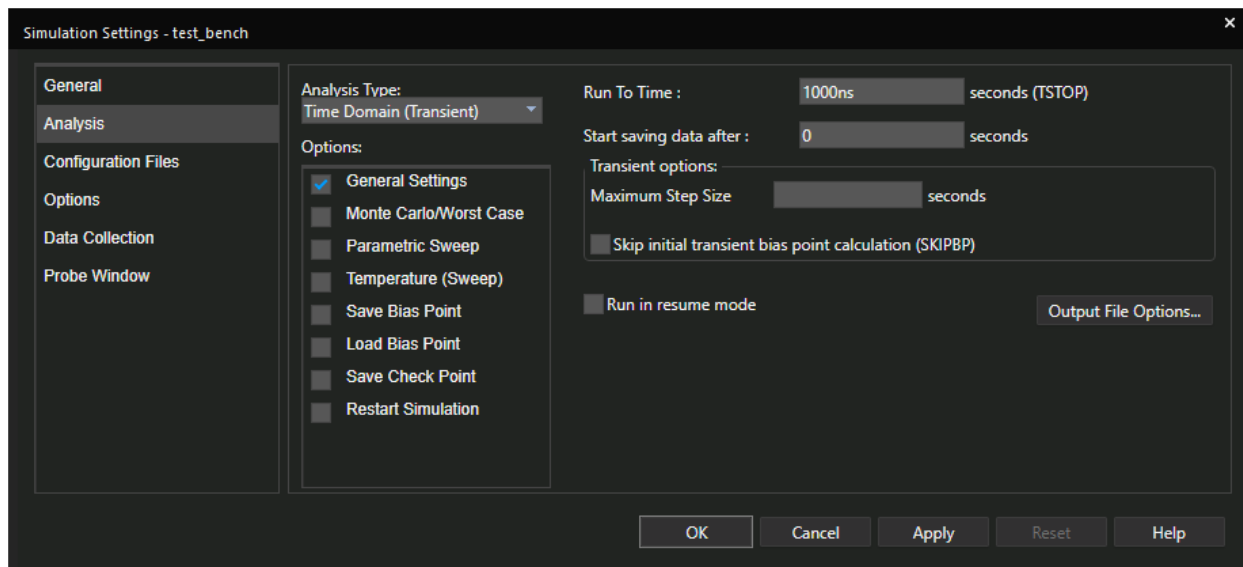 Simulation Settings - test_bench
×
General
Analysis
Configuration Files
Options
Data Collection
Probe Window
Analysis Type:
Time Domain (Transient)
Options:
General Settings
Monte Carlo/Worst Case
Parametric Sweep
Temperature (Sweep)
Save Bias Point
Load Bias Point
Save Check Point
Restart Simulation
Run To Time : 1000ns seconds (TSTOP)
Start saving data after : 0 seconds
Transient options:
Maximum Step Size seconds
Skip initial transient bias point calculation (SKIPBP)
Run in resume mode
Output File Options...
OK Cancel Apply Reset Help